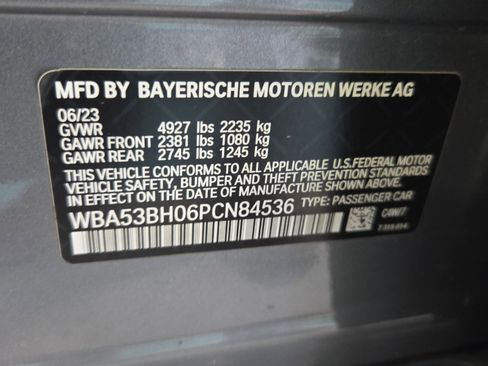 MFD BY BAYERISCHE MOTOREN WERKE AG
06/23
GVWR 4927 lbs 2235 kg
GAWR FRONT 2381 lbs 1080 kg
GAWR REAR 2745 lbs 1245 kg
THIS VEHICLE CONFORMS TO ALL APPLICABLE U.S.FEDERAL MOTOR
VEHICLE SAFETY, BUMPER, AND THEFT PREVENTION STANDARDS
IN EFFECT ON THE DATE OF MANUFACTURE SHOWN ABOVE.
WBA53BH06PCN84536 TYPE: PASSENGER CAR
C4W/7